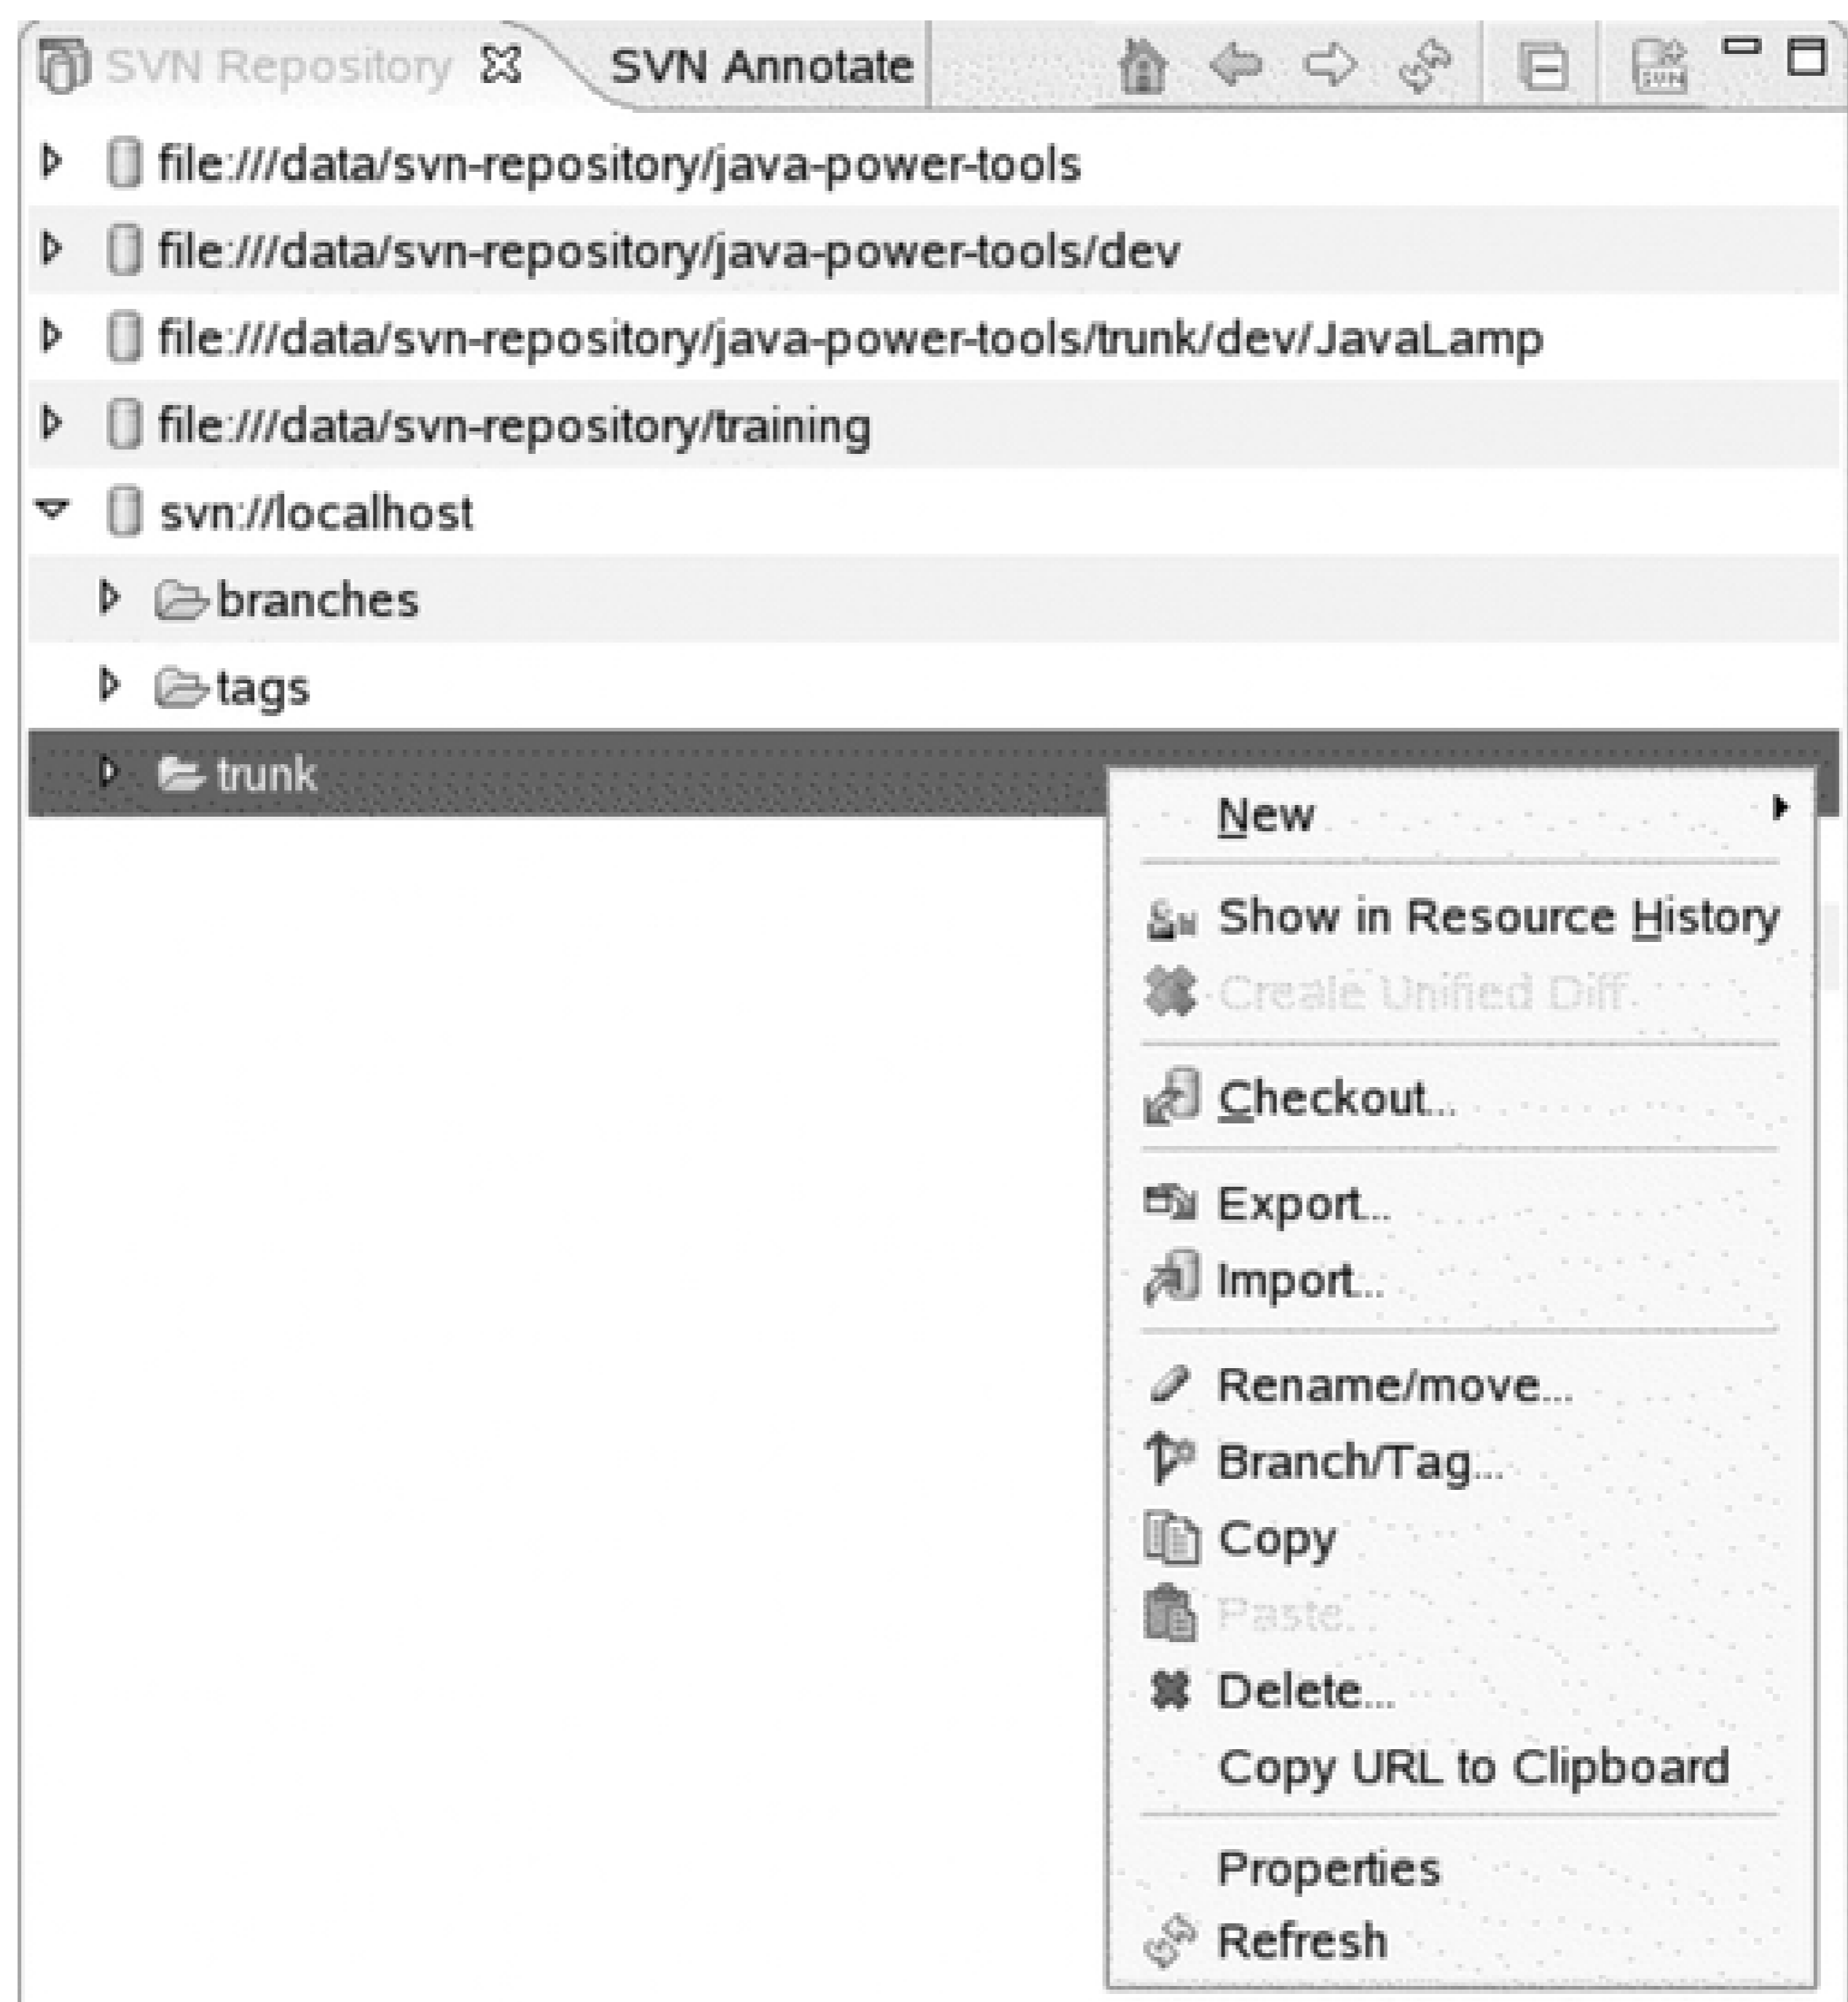 SVN Repository SVN Annotate
SVN
file:///data/svn-repository/java-power-tools
file:///data/svn-repository/java-power-tools/dev
file:///data/svn-repository/java-power-tools/trunk/dev/JavaLamp
file:///data/svn-repository/training
svn://localhost
branches
tags
trunk
New
Show in Resource History
Create Unified Diff
Checkout...
Export...
Import...
Rename/move...
Branch/Tag...
Copy
Paste...
Delete...
Copy URL to Clipboard
Properties
Refresh